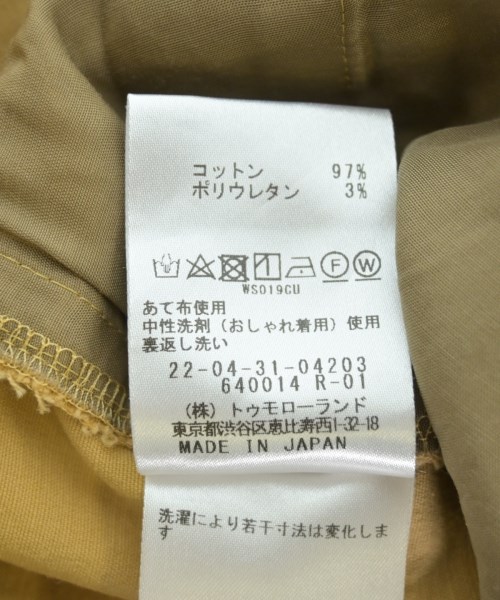 コットン 97%
ポリウレタン 3%
F W
WS019CU
あて布使用
中性洗剤（おしゃれ着用）使用
裏返し洗い
22-04-31-04203
640014 R-01
（株）トゥモローランド
東京都渋谷区恵比寿西1-32-18
MADE IN JAPAN
洗濯により若干寸法は変化しま
す